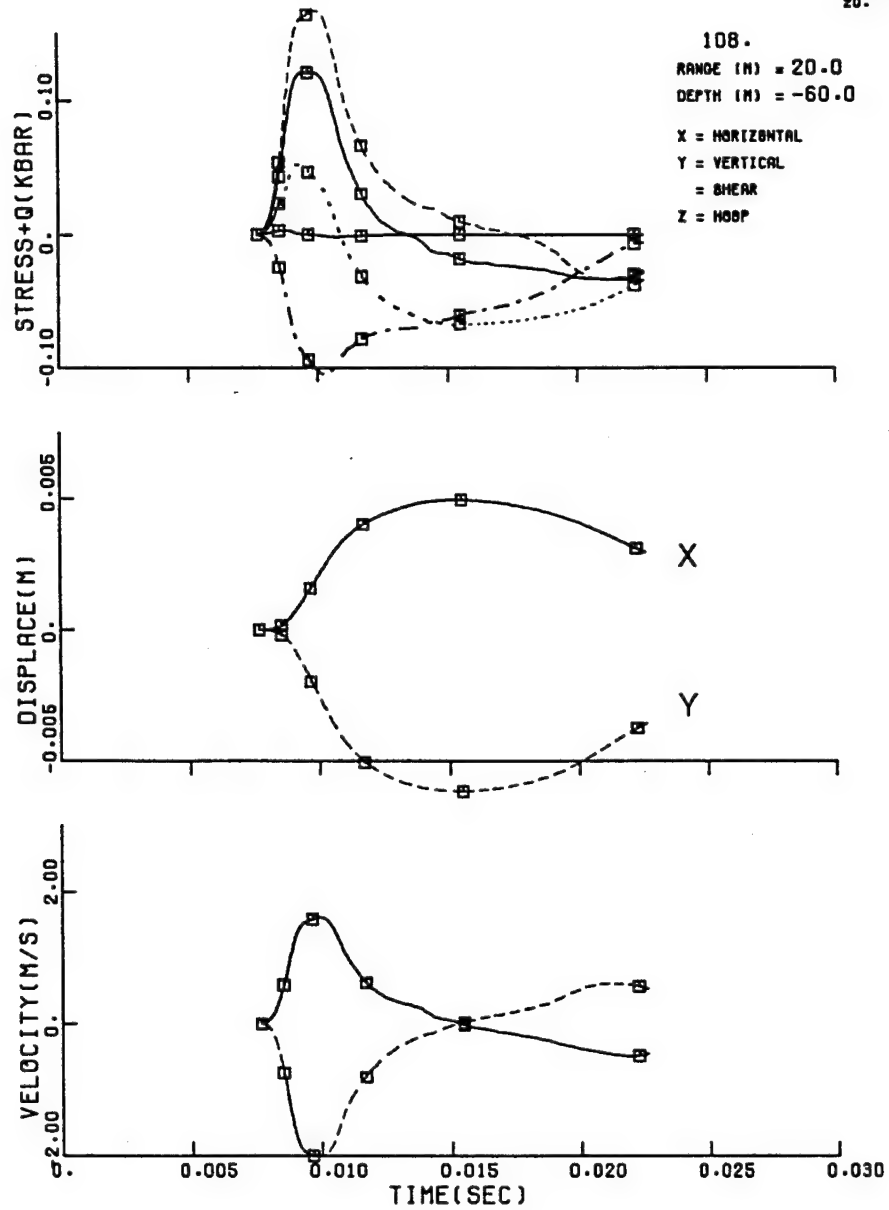 20.
108.
RANGE (M) = 20.0
DEPTH (M) = -60.0
X = HORIZONTAL
Y = VERTICAL
= SHEAR
Z = HOOP
STRESS+Q(KBAR)
0.10
0.
-0.10
DISPLACE(M)
0.005
0.
-0.005
X
Y
VELOCITY(M/S)
2.00
0.
-2.00
0. 0.005 0.010 0.015 0.020 0.025 0.030
TIME(SEC)